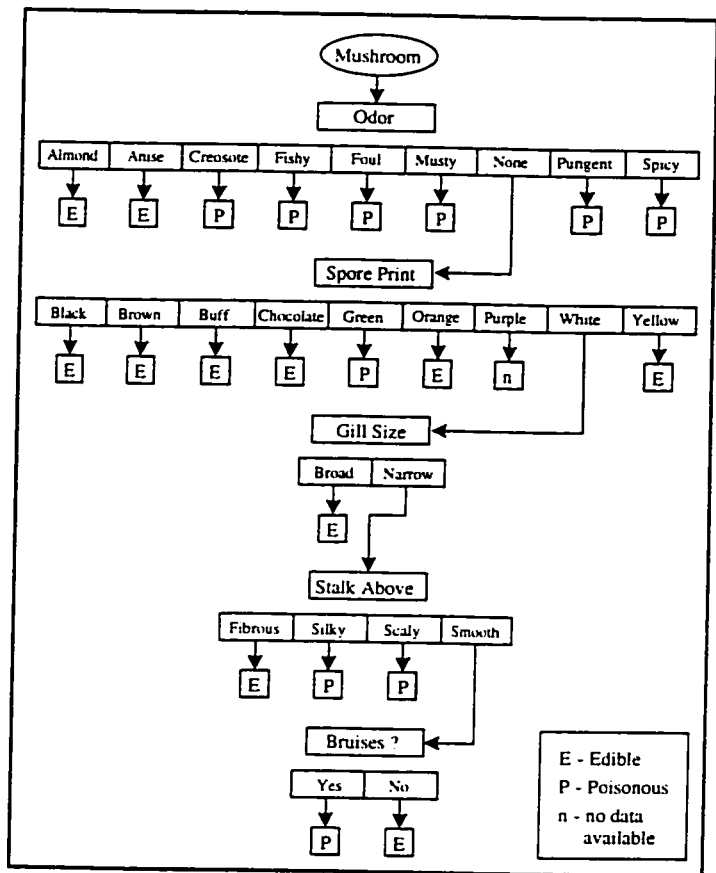 Mushroom
Odor
Almond Anise Creosote Fishy Foul Musty None Pungent Spicy
E E P P P P P P
Spore Print
Black Brown Buff Chocolate Green Orange Purple White Yellow
E E E E P E n E
Gill Size
Broad Narrow
E
Stalk Above
Fibrous Silky Scaly Smooth
E P P
Bruises ?
Yes No
P E
E - Edible
P - Poisonous
n - no data
available